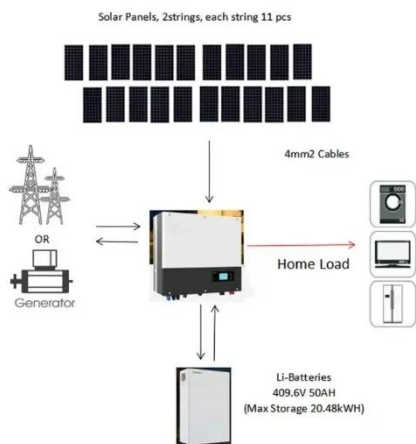 Solar Panels, 2strings, each string 11 pcs
4mm2 Cables
OR
Generator
Home Load
Li-Batteries
409.6V 50AH
(Max Storage 20.48kWH)